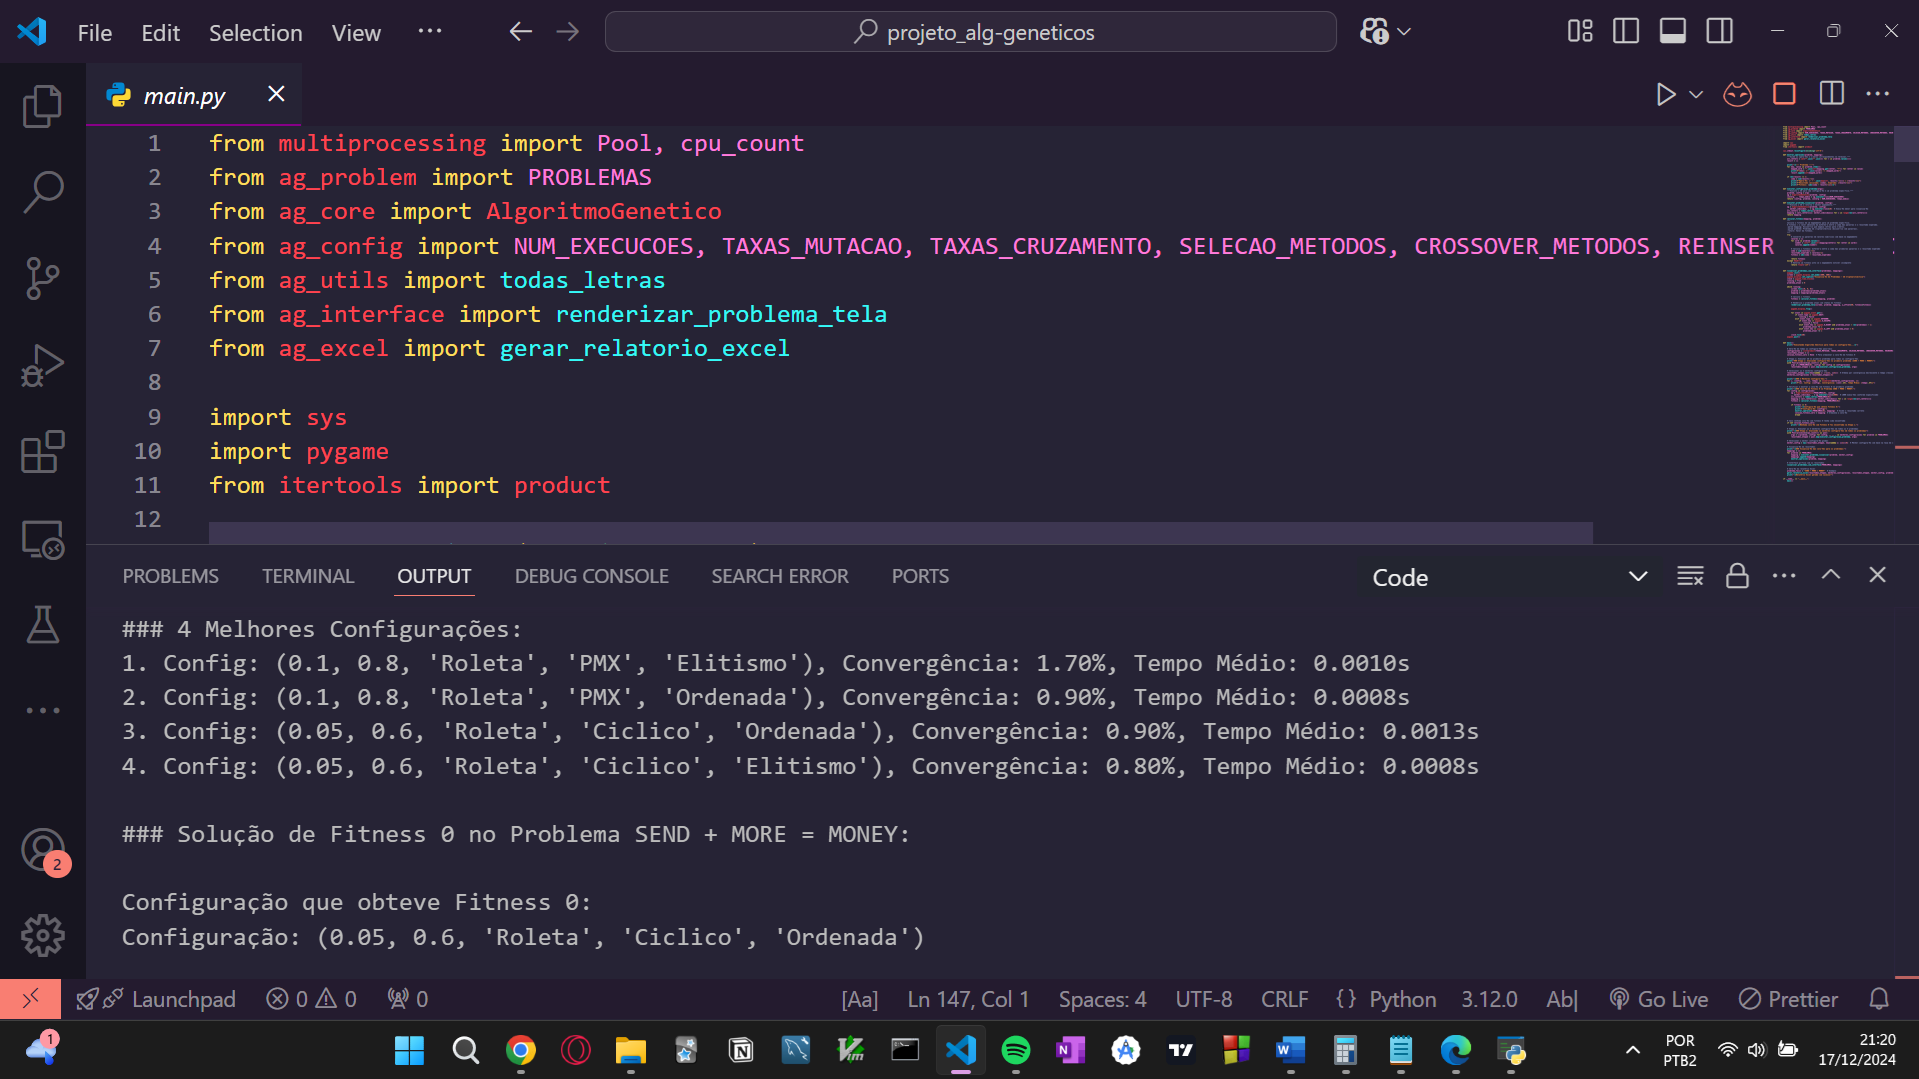 File Edit Selection View ...
projeto_alg-geneticos
main.py
1 from multiprocessing import Pool, cpu_count
2 from ag_problem import PROBLEMAS
3 from ag_core import AlgoritmoGenetico
4 from ag_config import NUM_EXECUCOES, TAXAS_MUTACAO, TAXAS_CRUZAMENTO, SELECAO_METODOS, CROSSOVER_METODOS, REINSER
5 from ag_utils import todas_letras
6 from ag_interface import renderizar_problema_tela
7 from ag_excel import gerar_relatorio_excel
8
9 import sys
10 import pygame
11 from itertools import product
12
PROBLEMS TERMINAL OUTPUT DEBUG CONSOLE SEARCH ERROR PORTS Code
### 4 Melhores Configurações:
1. Config: (0.1, 0.8, 'Roleta', 'PMX', 'Elitismo'), Convergência: 1.70%, Tempo Médio: 0.0010s
2. Config: (0.1, 0.8, 'Roleta', 'PMX', 'Ordenada'), Convergência: 0.90%, Tempo Médio: 0.0008s
3. Config: (0.05, 0.6, 'Roleta', 'Ciclico', 'Ordenada'), Convergência: 0.90%, Tempo Médio: 0.0013s
4. Config: (0.05, 0.6, 'Roleta', 'Ciclico', 'Elitismo'), Convergência: 0.80%, Tempo Médio: 0.0008s
### Solução de Fitness 0 no Problema SEND + MORE = MONEY:
Configuração que obteve Fitness 0:
Configuração: (0.05, 0.6, 'Roleta', 'Ciclico', 'Ordenada')
2
Launchpad 0 0 0 [Aa] Ln 147, Col 1 Spaces: 4 UTF-8 CRLF {} Python 3.12.0 Ab| Go Live Prettier
1
POR
PTB2
21:20
17/12/2024